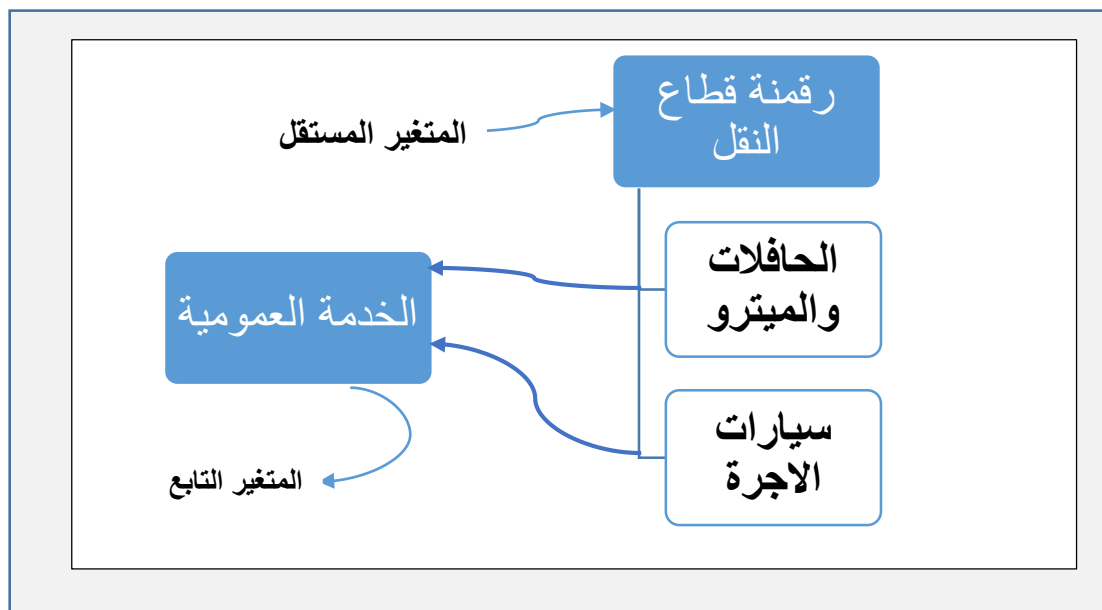 رقمنة قطاع
النقل
المتغير المستقل
الحافلات
والميترو
الخدمة العمومية
سيارات
الاجرة
المتغير التابع